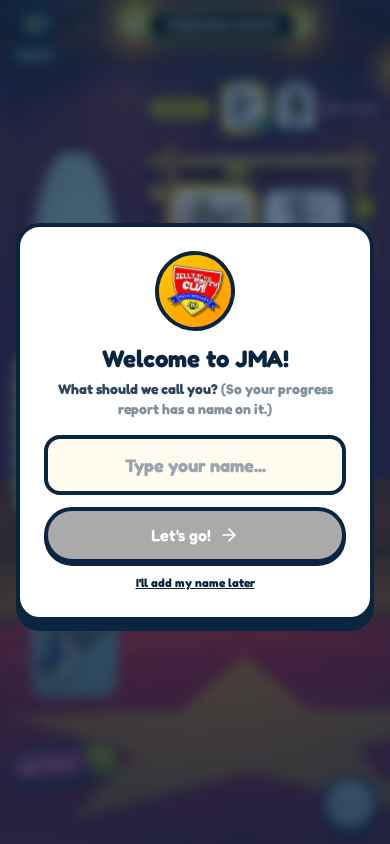 Welcome to JMA!
What should we call you? (So your progress
report has a name on it.)
Type your name...
Let's go! →
I'll add my name later